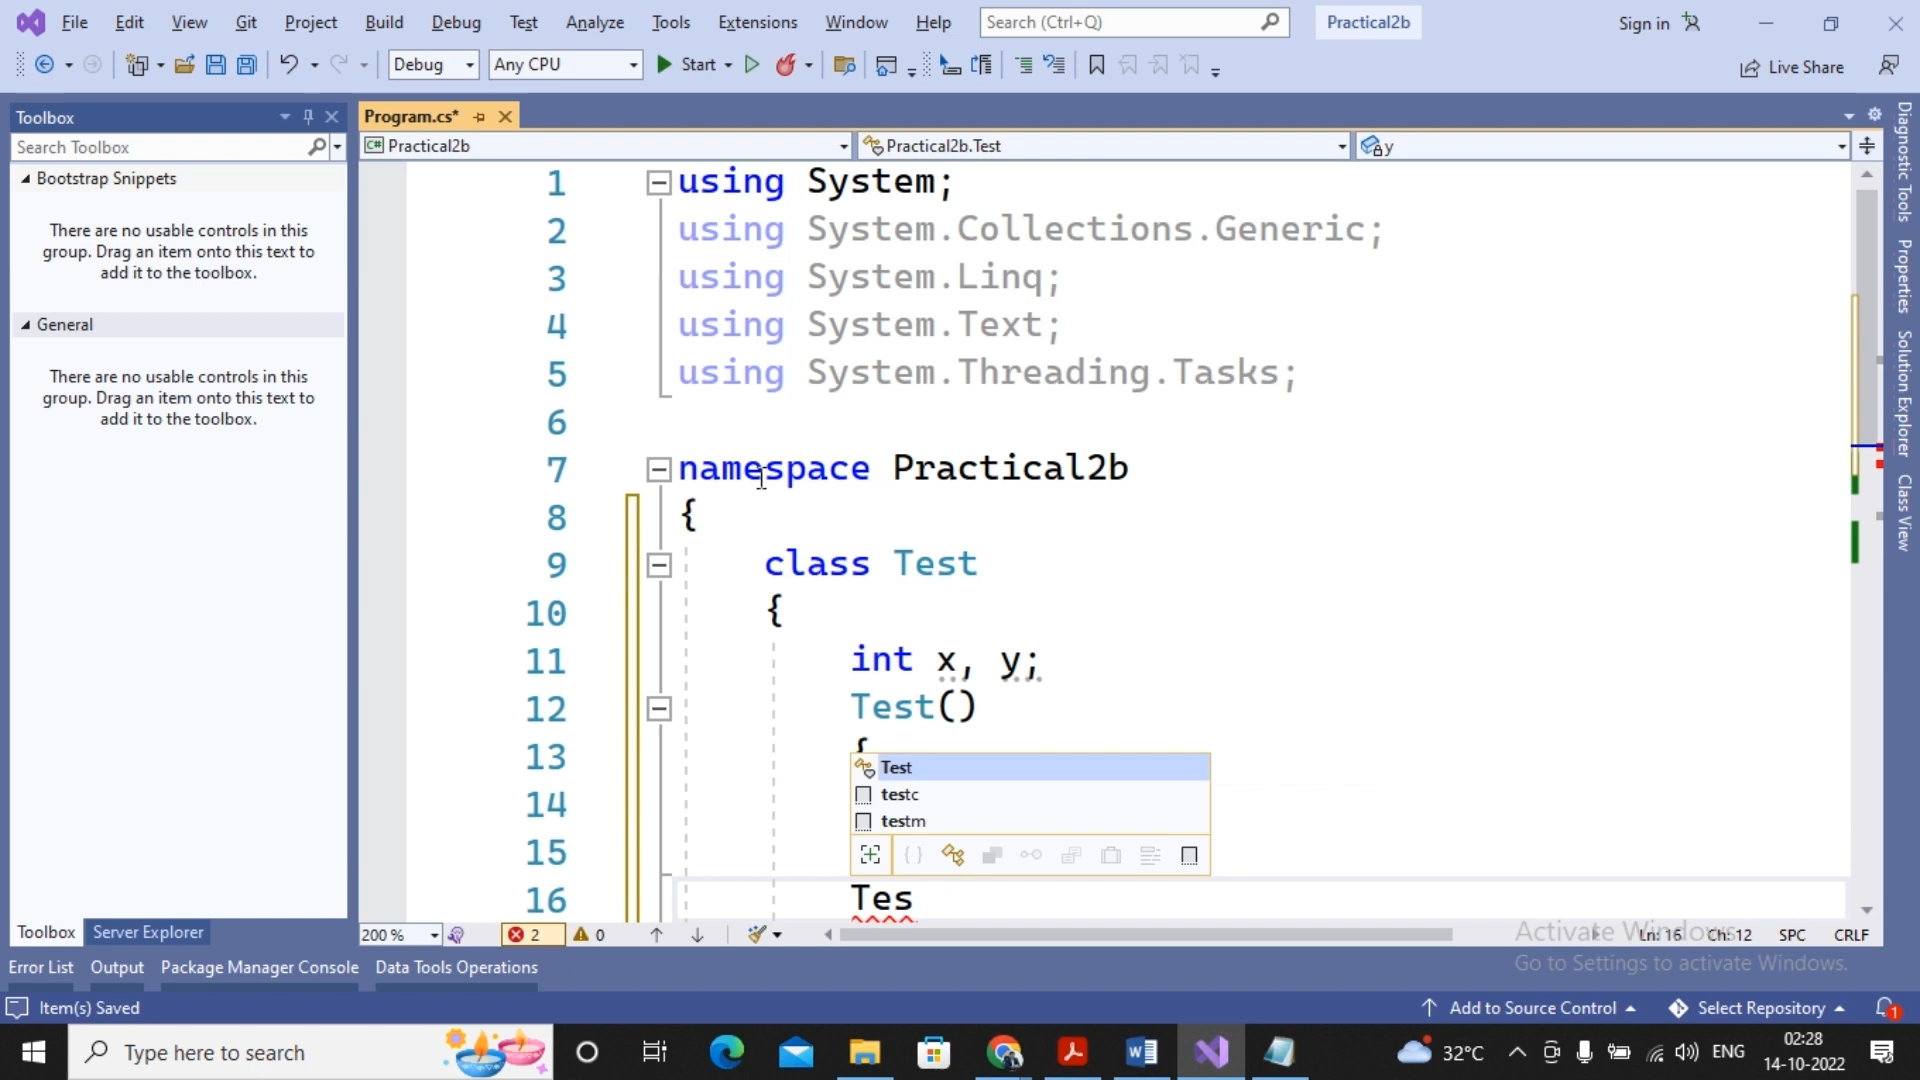 File Edit View Git Project Build Debug Test Analyze Tools Extensions Window Help Search (Ctrl+Q) Practical2b Sign in
Debug Any CPU Start Live Share
Toolbox
Search Toolbox
Bootstrap Snippets
There are no usable controls in this
group. Drag an item onto this text to
add it to the toolbox.
General
There are no usable controls in this
group. Drag an item onto this text to
add it to the toolbox.
Toolbox Server Explorer
Program.cs*
Practical2b Practical2b.Test y
1 using System;
2 using System.Collections.Generic;
3 using System.Linq;
4 using System.Text;
5 using System.Threading.Tasks;
6
7 namespace Practical2b
8 {
9 class Test
10 {
11 int x, y;
12 Test()
13 {
14
15
16 Tes
Test
testc
testm
Diagnostic Tools
Properties
Solution Explorer
Class View
200 % 2 0 Ln: 16 Ch: 12 SPC CRLF
Activate Windows
Go to Settings to activate Windows.
Error List Output Package Manager Console Data Tools Operations
Item(s) Saved Add to Source Control Select Repository 1
Type here to search 32°C ENG 02:28
14-10-2022